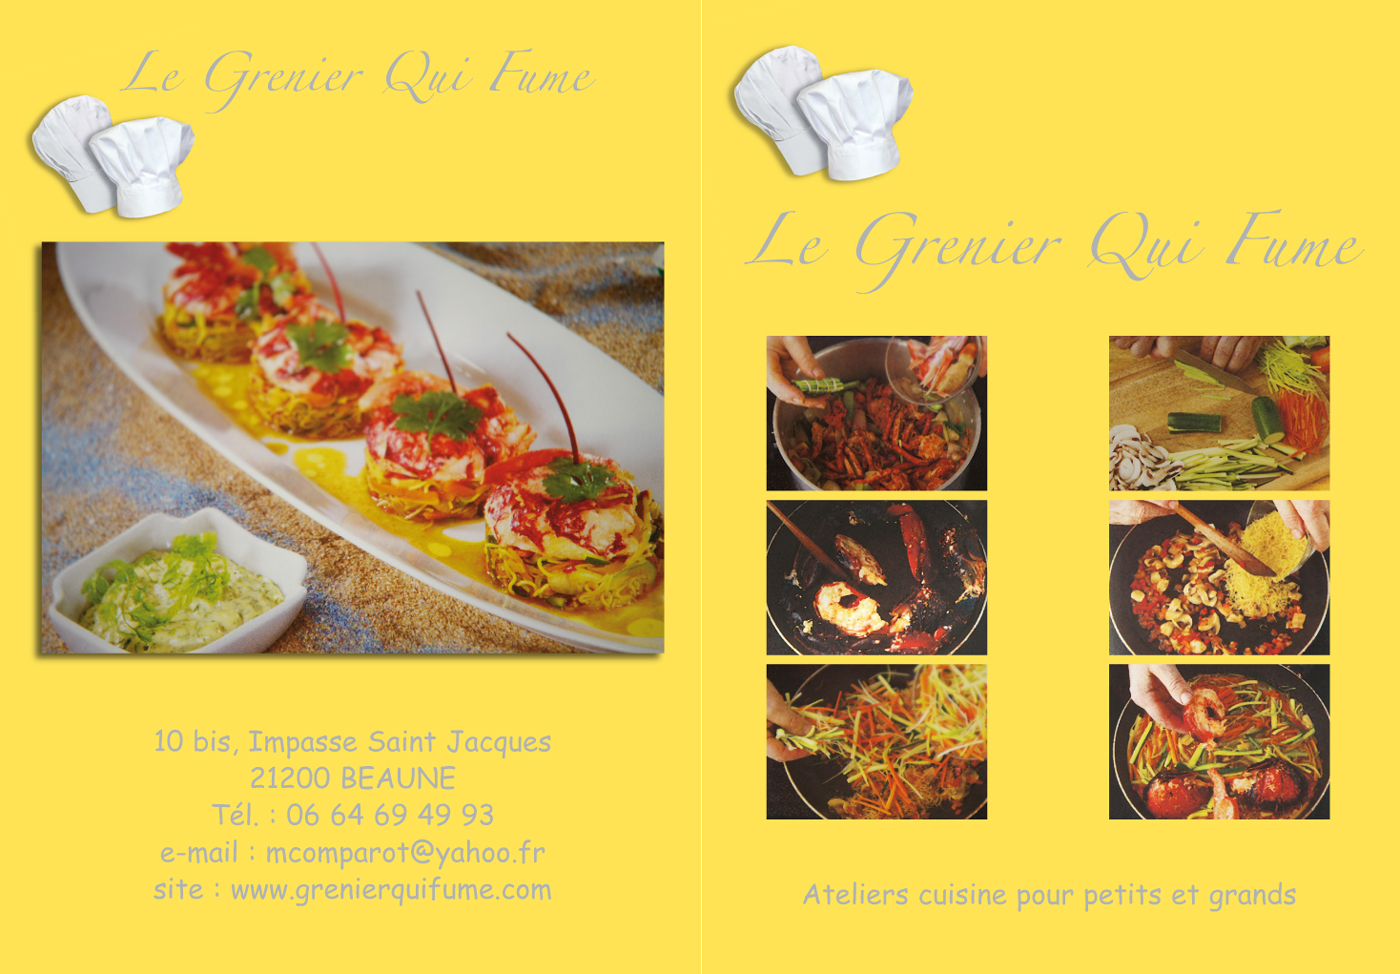 Le Grenier Qui Fume
10 bis, Impasse Saint Jacques
21200 BEAUNE
Tél. : 06 64 69 49 93
e-mail : mcomparot@yahoo.fr
site : www.grenierquifume.com
Le Grenier Qui Fume
Ateliers cuisine pour petits et grands